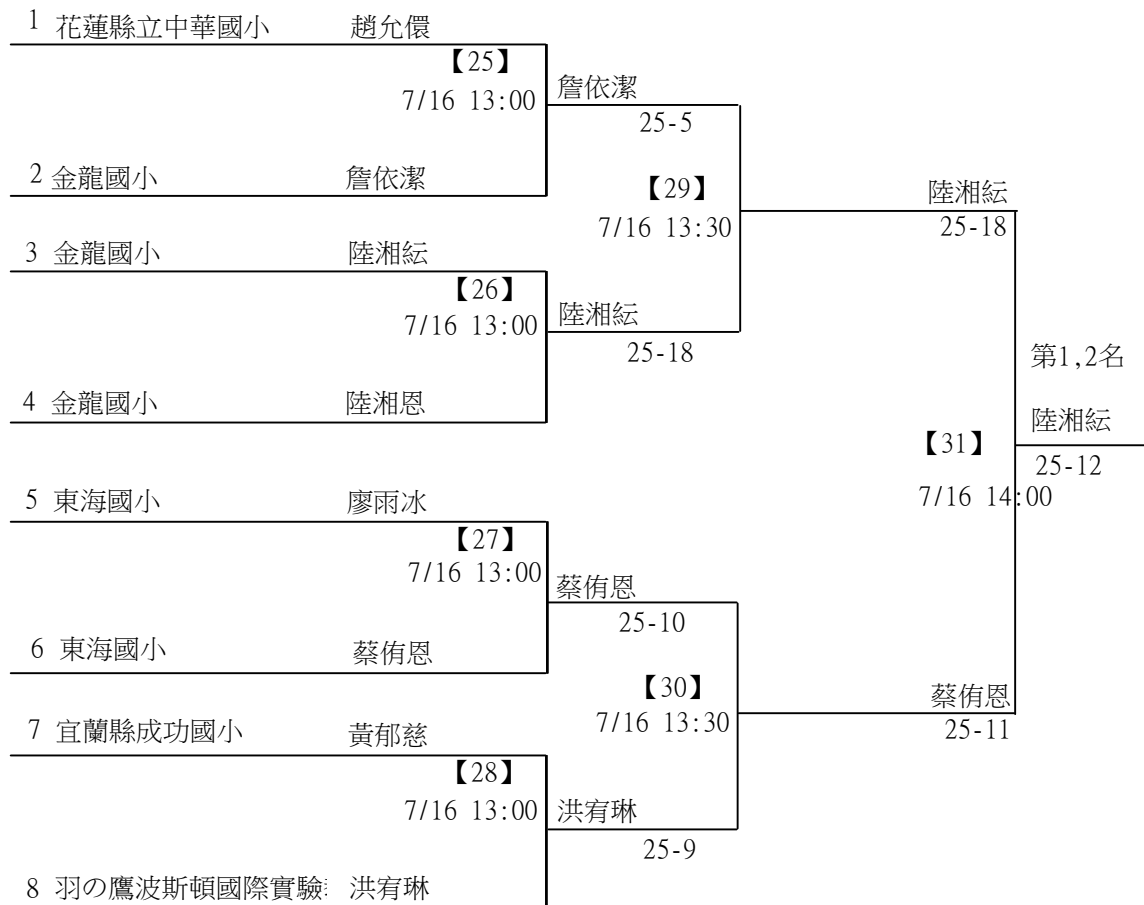 1 花蓮縣立中華國小 趙允儇
【25】
7/16 13:00
詹依潔
25-5
2 金龍國小 詹依潔
【29】
7/16 13:30
陸湘紜
25-18
3 金龍國小 陸湘紜
【26】
7/16 13:00
陸湘紜
25-18
4 金龍國小 陸湘恩
第1,2名
陸湘紜
【31】
25-12
7/16 14:00
5 東海國小 廖雨冰
【27】
7/16 13:00
蔡侑恩
25-10
6 東海國小 蔡侑恩
【30】
7/16 13:30
蔡侑恩
25-11
7 宜蘭縣成功國小 黃郁慈
【28】
7/16 13:00
洪宥琳
25-9
8 羽の鷹波斯頓國際實驗 洪宥琳